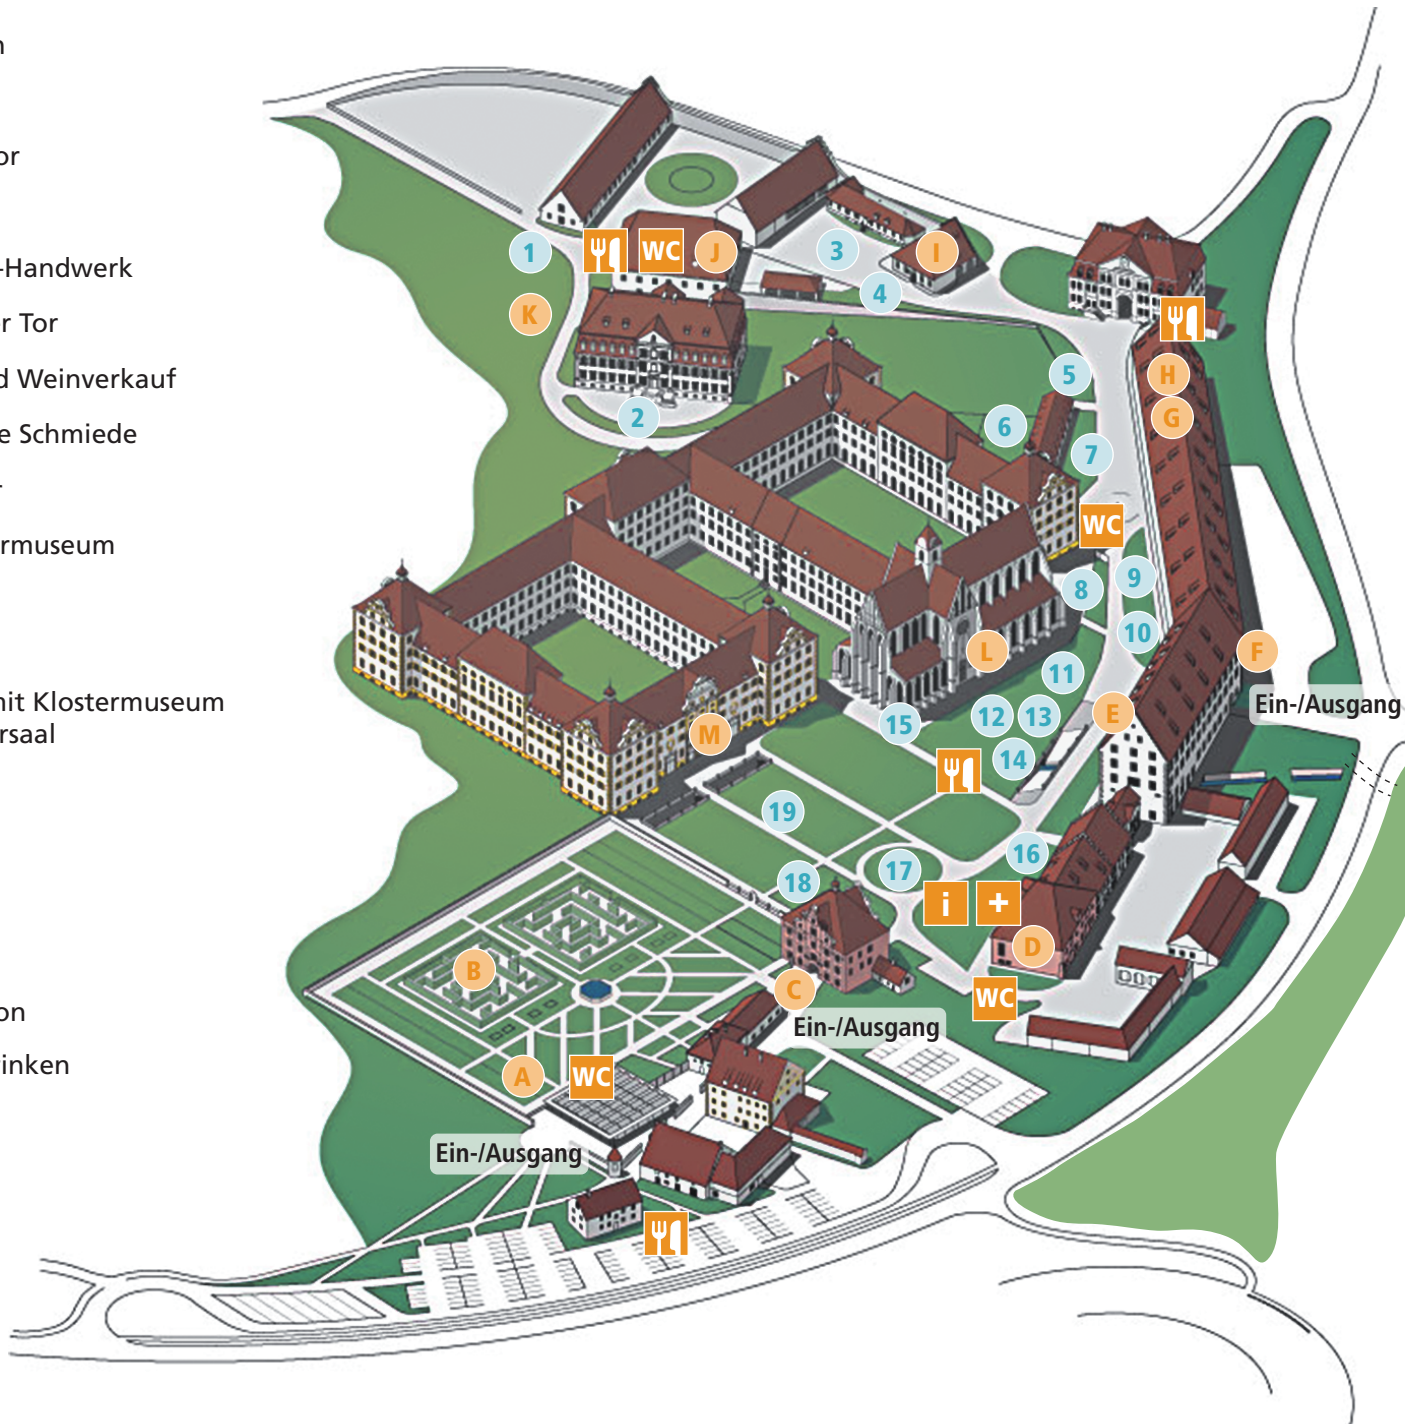 -Handwerk
r Tor
d Weinverkauf
e Schmiede
rmuseum
nit Klostermuseum
rsaal
on
inken
1
WC
J
3
I
K
4
5
H
G
2
6
7
WC
9
8
10
L
F
11
Ein-/Ausgang
E
12
13
15
M
14
19
16
17
18
i
+
D
B
C
WC
Ein-/Ausgang
A
WC
Ein-/Ausgang